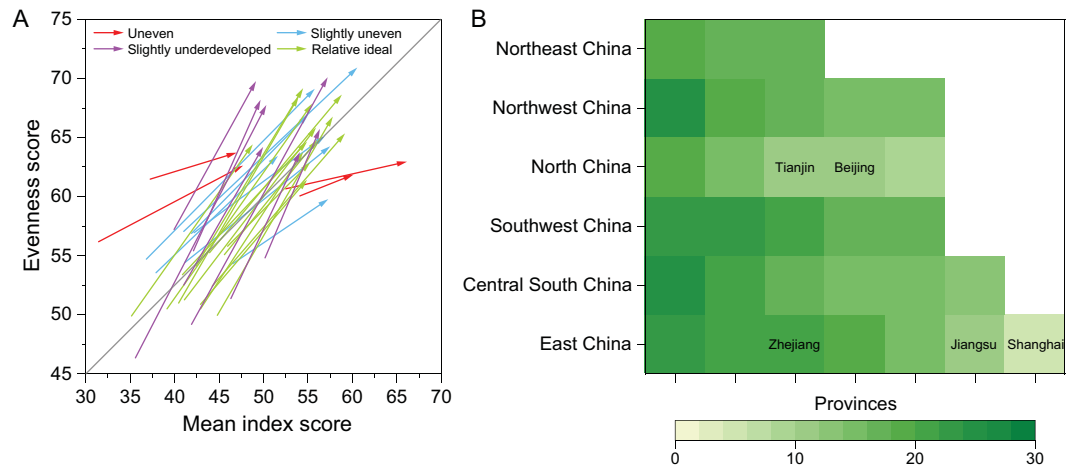 A
Uneven
Slightly uneven
Slightly underdeveloped
Relative ideal
Evenness score
75
70
65
60
55
50
45
30 35 40 45 50 55 60 65 70
Mean index score
B
Northeast China
Northwest China
North China
Tianjin Beijing
Southwest China
Central South China
East China
Zhejiang Jiangsu Shanghai
Provinces
0 10 20 30